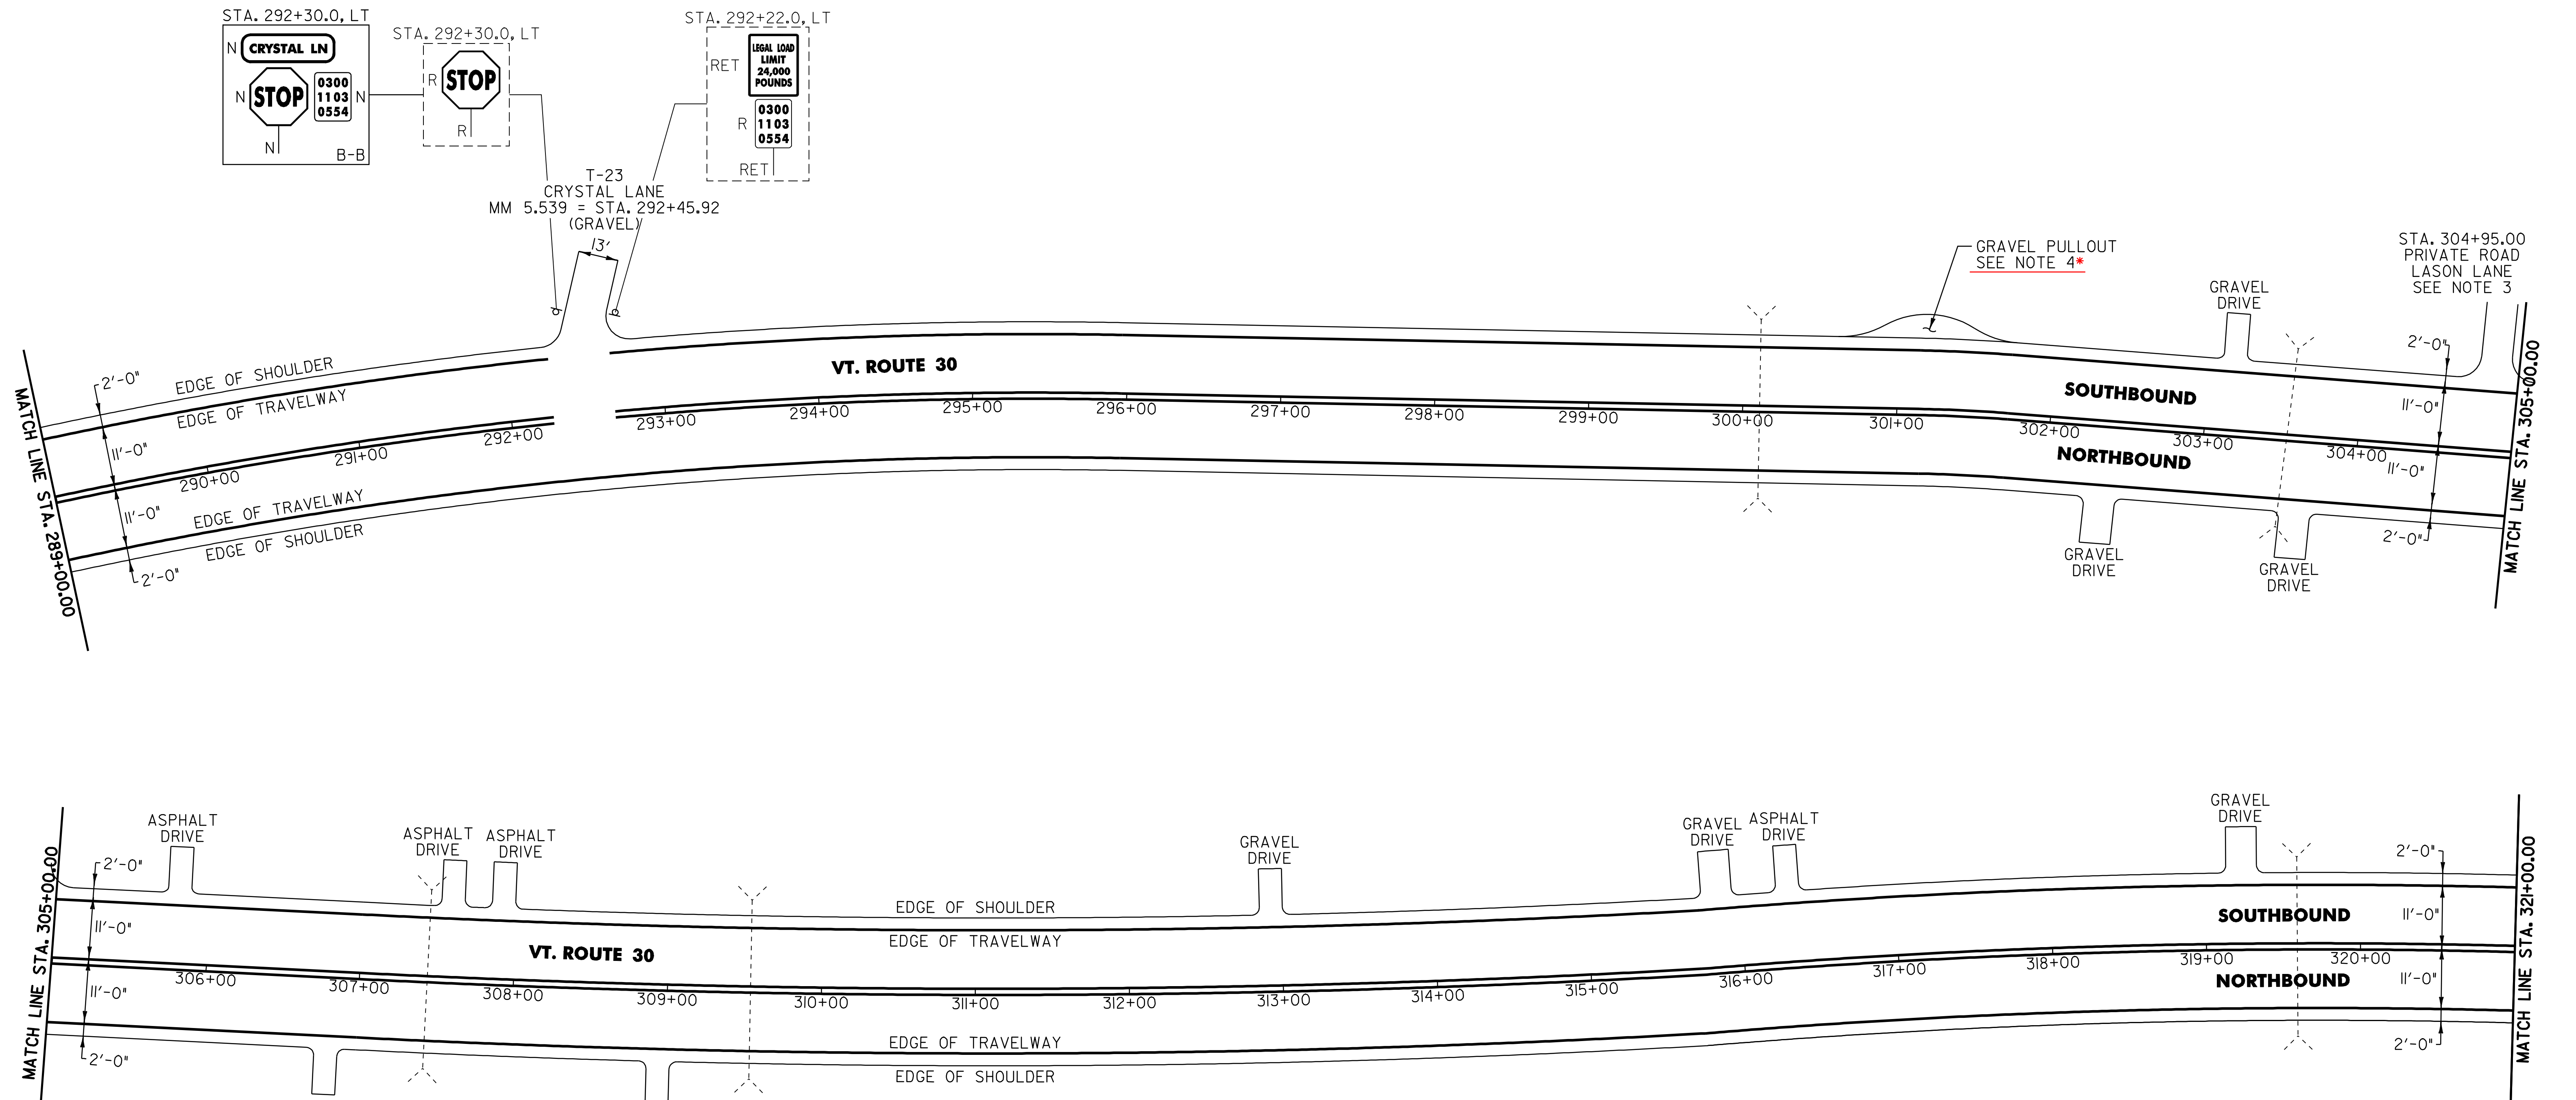 STA. 292+30.0, LT
N CRYSTAL LN
N STOP
0300
1103
0554
N
N
B-B
STA. 292+30.0, LT
R STOP
R
STA. 292+22.0, LT
RET
LEGAL LOAD
LIMIT
24,000
POUNDS
R
0300
1103
0554
RET
T-23
CRYSTAL LANE
MM 5.539 = STA. 292+45.92
(GRAVEL)
13'
GRAVEL PULLOUT
SEE NOTE 4*
GRAVEL
DRIVE
STA. 304+95.00
PRIVATE ROAD
LASON LANE
SEE NOTE 3
MATCH LINE STA. 289+00.00
2'-0"
EDGE OF SHOULDER
EDGE OF TRAVELWAY
11'-0"
11'-0"
2'-0"
EDGE OF TRAVELWAY
EDGE OF SHOULDER
VT. ROUTE 30
290+00
291+00
292+00
293+00
294+00
295+00
296+00
297+00
298+00
299+00
300+00
301+00
302+00
303+00
304+00
SOUTHBOUND
NORTHBOUND
2'-0"
11'-0"
11'-0"
2'-0"
GRAVEL
DRIVE
GRAVEL
DRIVE
MATCH LINE STA. 305+00.00
MATCH LINE STA. 305+00.00
ASPHALT
DRIVE
ASPHALT
DRIVE
ASPHALT
DRIVE
GRAVEL
DRIVE
GRAVEL
DRIVE
ASPHALT
DRIVE
GRAVEL
DRIVE
2'-0"
11'-0"
11'-0"
2'-0"
EDGE OF SHOULDER
EDGE OF TRAVELWAY
VT. ROUTE 30
306+00
307+00
308+00
309+00
310+00
311+00
312+00
313+00
314+00
315+00
316+00
317+00
318+00
319+00
320+00
SOUTHBOUND
NORTHBOUND
EDGE OF TRAVELWAY
EDGE OF SHOULDER
2'-0"
11'-0"
11'-0"
2'-0"
MATCH LINE STA. 321+00.00